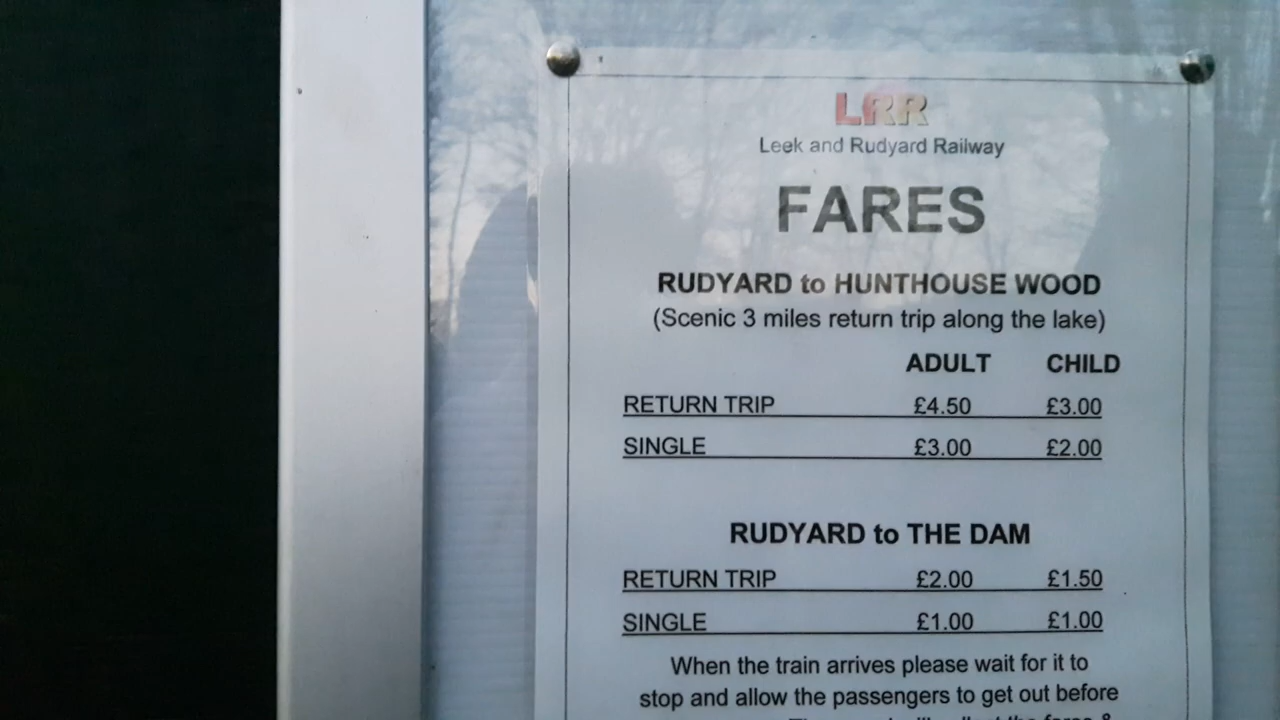 LRR
Leek and Rudyard Railway
FARES
RUDYARD to HUNTHOUSE WOOD
(Scenic 3 miles return trip along the lake)
ADULT CHILD
RETURN TRIP £4.50 £3.00
SINGLE £3.00 £2.00
RUDYARD to THE DAM
RETURN TRIP £2.00 £1.50
SINGLE £1.00 £1.00
When the train arrives please wait for it to
stop and allow the passengers to get out before